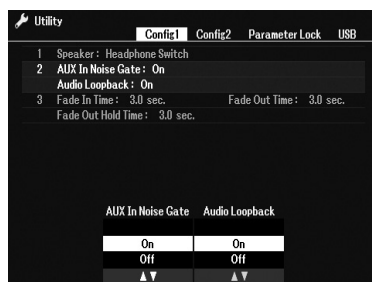 Utility
Config1 Config2 Parameter Lock USB
1 Speaker: Headphone Switch
2 AUX In Noise Gate: On
Audio Loopback: On
3 Fade In Time: 3.0 sec. Fade Out Time: 3.0 sec.
Fade Out Hold Time: 3.0 sec.
AUX In Noise Gate Audio Loopback
On On
Off Off
▲▼ ▲▼